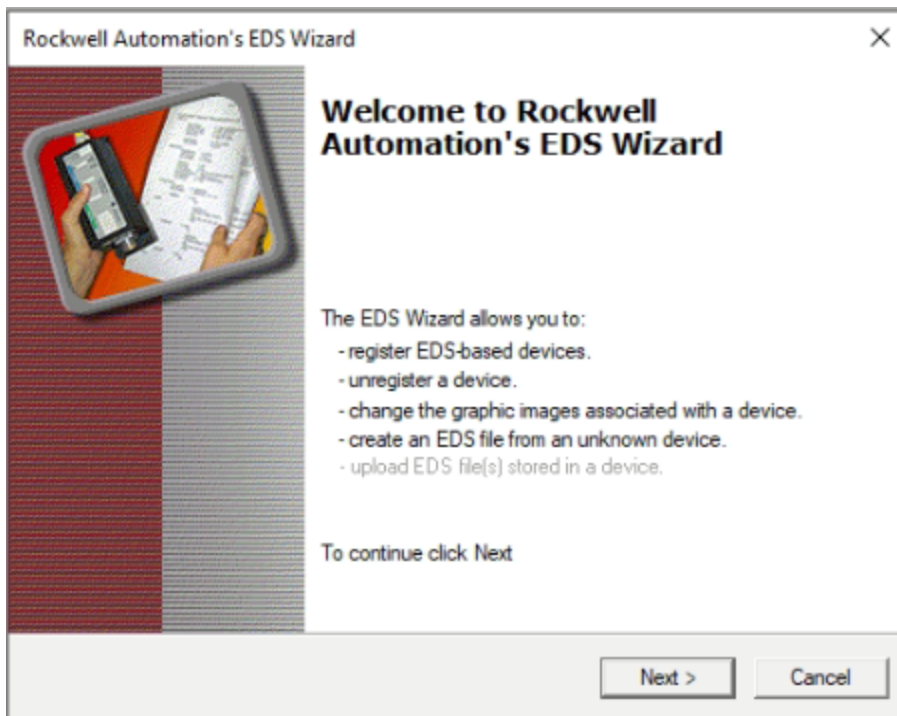 Rockwell Automation's EDS Wizard
Welcome to Rockwell
Automation's EDS Wizard
The EDS Wizard allows you to:
- register EDS-based devices.
- unregister a device.
- change the graphic images associated with a device.
- create an EDS file from an unknown device.
- upload EDS file(s) stored in a device.
To continue click Next
Next >
Cancel